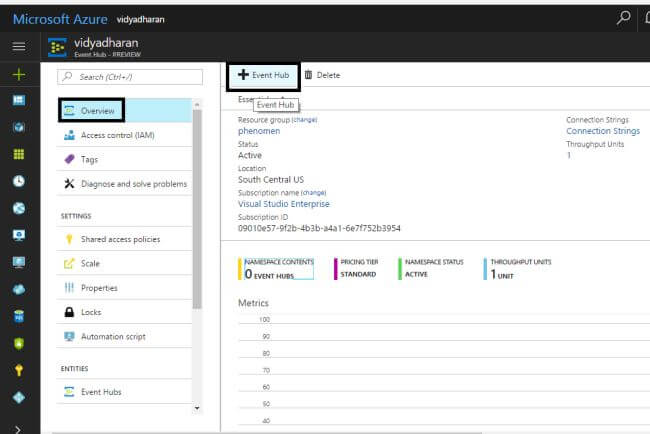 Microsoft Azure vidyadharan
vidyadharan
Event Hub - PREVIEW
Search (Ctrl+/)
Overview
Access control (IAM)
Tags
Diagnose and solve problems
SETTINGS
Shared access policies
Scale
Properties
Locks
Automation script
ENTITIES
Event Hubs
Event Hub Delete
Event Hub
Resource group (change)
phenomen
Status
Active
Location
South Central US
Subscription name (change)
Visual Studio Enterprise
Subscription ID
09010e57-9f2b-4b3b-a4a1-6e7f752b3954
Connection Strings
Connection Strings
Throughput Units
1
NAMESPACE CONTENTS
0 EVENT HUBS
PRICING TIER
STANDARD
NAMESPACE STATUS
ACTIVE
THROUGHPUT UNITS
1 UNIT
Metrics
100
90
80
70
60
50
40